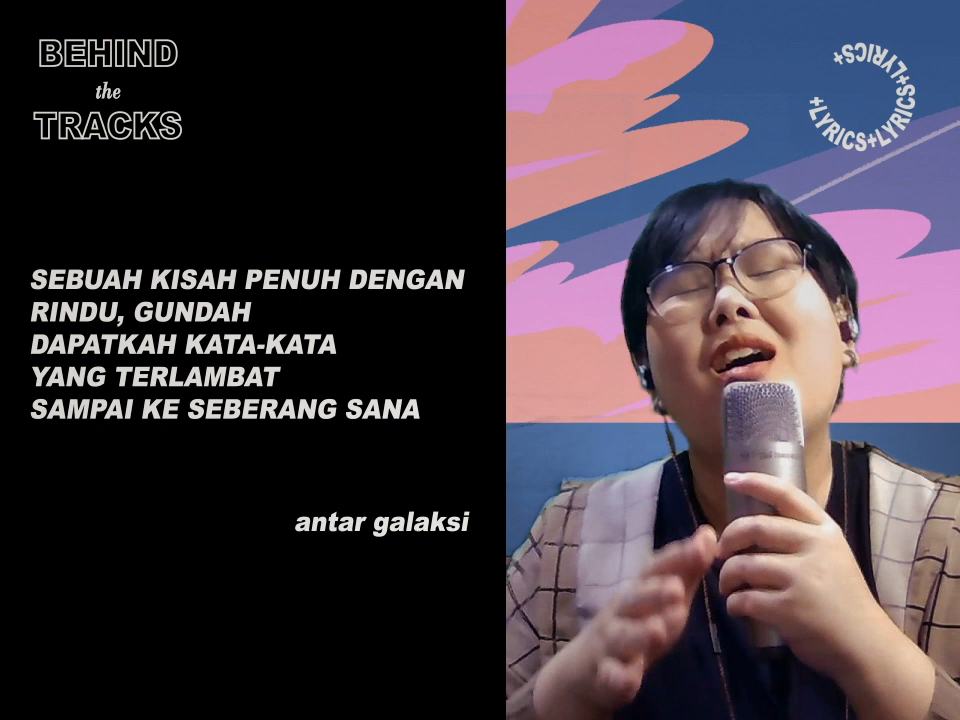 BEHIND
the
TRACKS
+LYRICS+LYRICS+LYRICS+
SEBUAH KISAH PENUH DENGAN
RINDU, GUNDAH
DAPATKAH KATA-KATA
YANG TERLAMBAT
SAMPAI KE SEBERANG SANA
antar galaksi